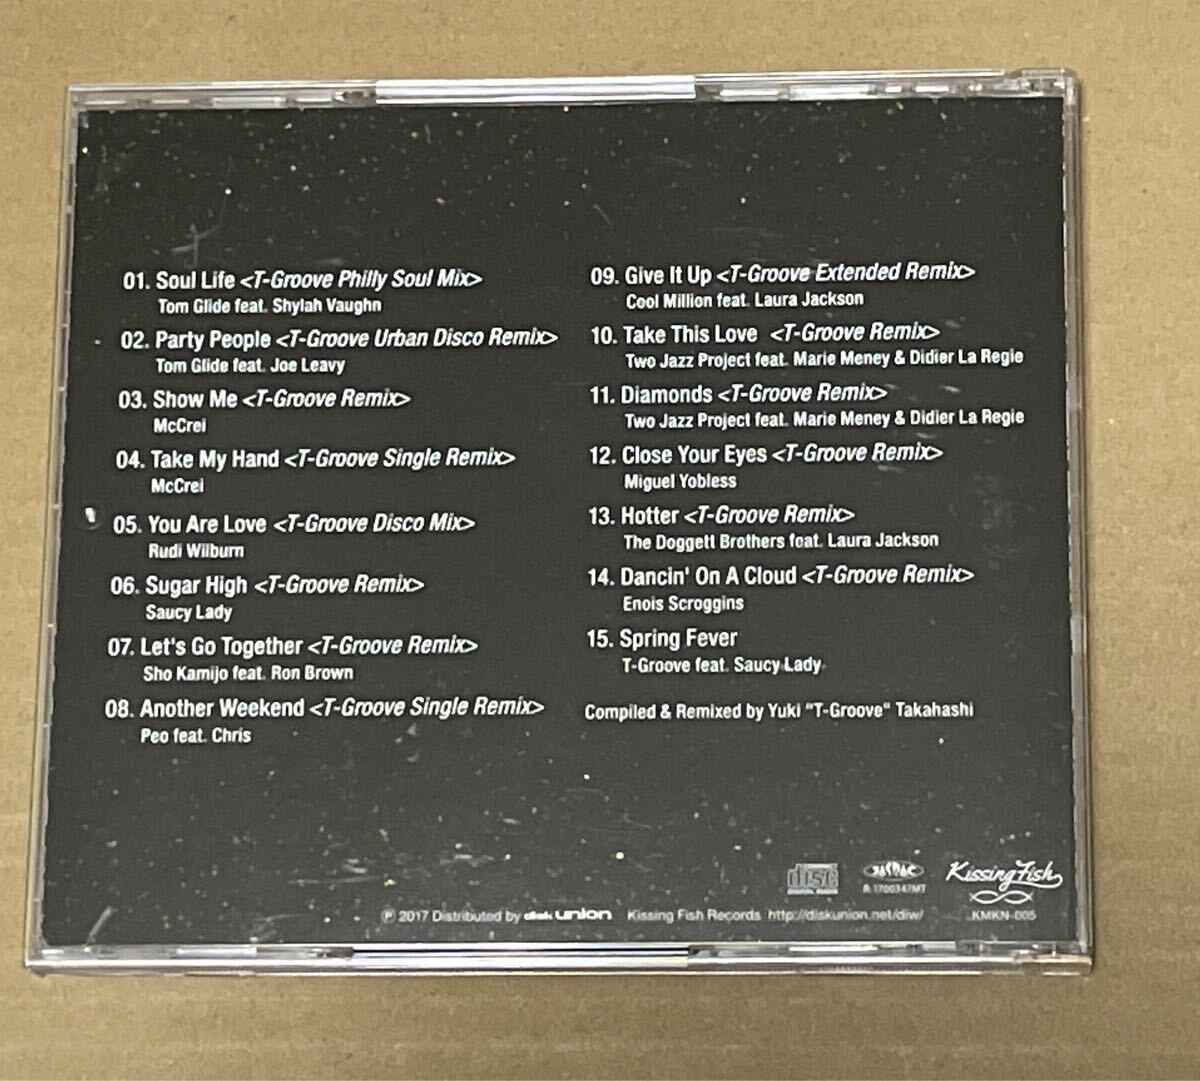 01. Soul Life <T-Groove Philly Soul Mix>
Tom Glide feat. Shylah Vaughn
02. Party People <T-Groove Urban Disco Remix>
Tom Glide feat. Joe Leavy
03. Show Me <T-Groove Remix>
McCrei
04. Take My Hand <T-Groove Single Remix>
McCrei
05. You Are Love <T-Groove Disco Mix>
Rudi Wilburn
06. Sugar High <T-Groove Remix>
Saucy Lady
07. Let's Go Together <T-Groove Remix>
Sho Kamijo feat. Ron Brown
08. Another Weekend <T-Groove Single Remix>
Peo feat. Chris
09. Give It Up <T-Groove Extended Remix>
Cool Million feat. Laura Jackson
10. Take This Love <T-Groove Remix>
Two Jazz Project feat. Marie Meney & Didier La Regie
11. Diamonds <T-Groove Remix>
Two Jazz Project feat. Marie Meney & Didier La Regie
12. Close Your Eyes <T-Groove Remix>
Miguel Yobless
13. Hotter <T-Groove Remix>
The Doggett Brothers feat. Laura Jackson
14. Dancin' On A Cloud <T-Groove Remix>
Enois Scroggins
15. Spring Fever
T-Groove feat. Saucy Lady
Compiled & Remixed by Yuki "T-Groove" Takahashi
disc
DIGITAL AUDIO
JASRAC
R-1700347MT
Kissing Fish
KMKN-005
℗ 2017 Distributed by disk union Kissing Fish Records http://diskunion.net/diw/